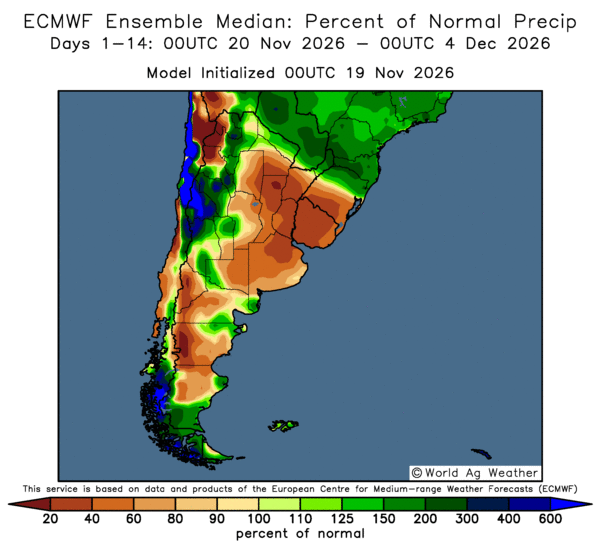 ECMWF Ensemble Median: Percent of Normal Precip
Days 1-14: 00UTC 20 Nov 2026 - 00UTC 4 Dec 2026
Model Initialized 00UTC 19 Nov 2026
©World Ag Weather
This service is based on data and products of the European Centre for Medium-range Weather Forecasts (ECMWF)
20 40 60 80 90 100 110 125 150 200 300 400 600
percent of normal